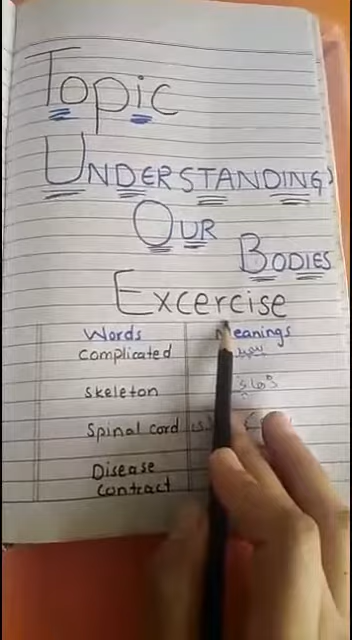 Topic
UNDERSTANDING
OUR
BODIES
Excercise
Words Meanings
Complicated
Skeleton
Spinal cord
Disease
contract